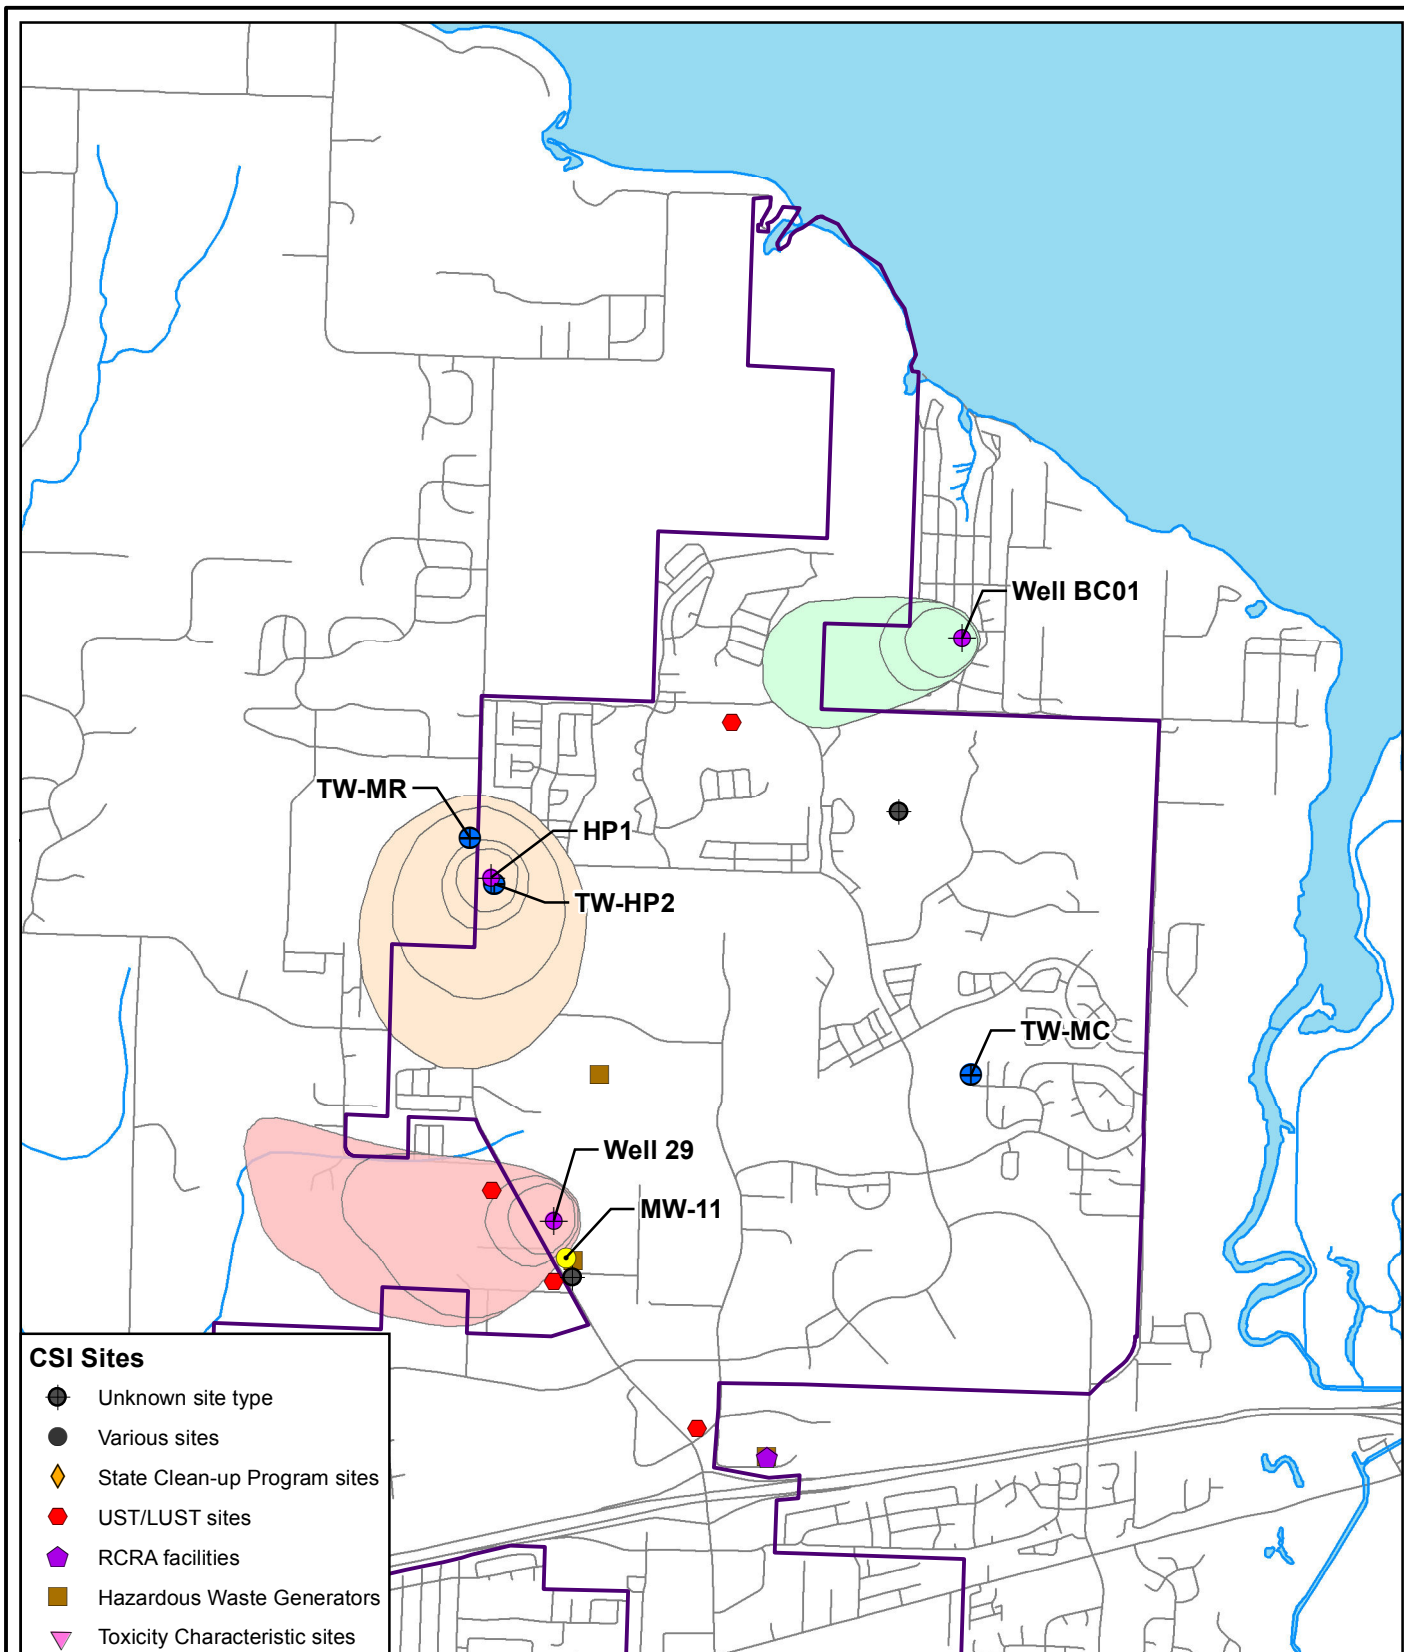 Well BC01
TW-MR
HP1
TW-HP2
TW-MC
Well 29
MW-11
CSI Sites
Unknown site type
Various sites
State Clean-up Program sites
UST/LUST sites
RCRA facilities
Hazardous Waste Generators
Toxicity Characteristic sites